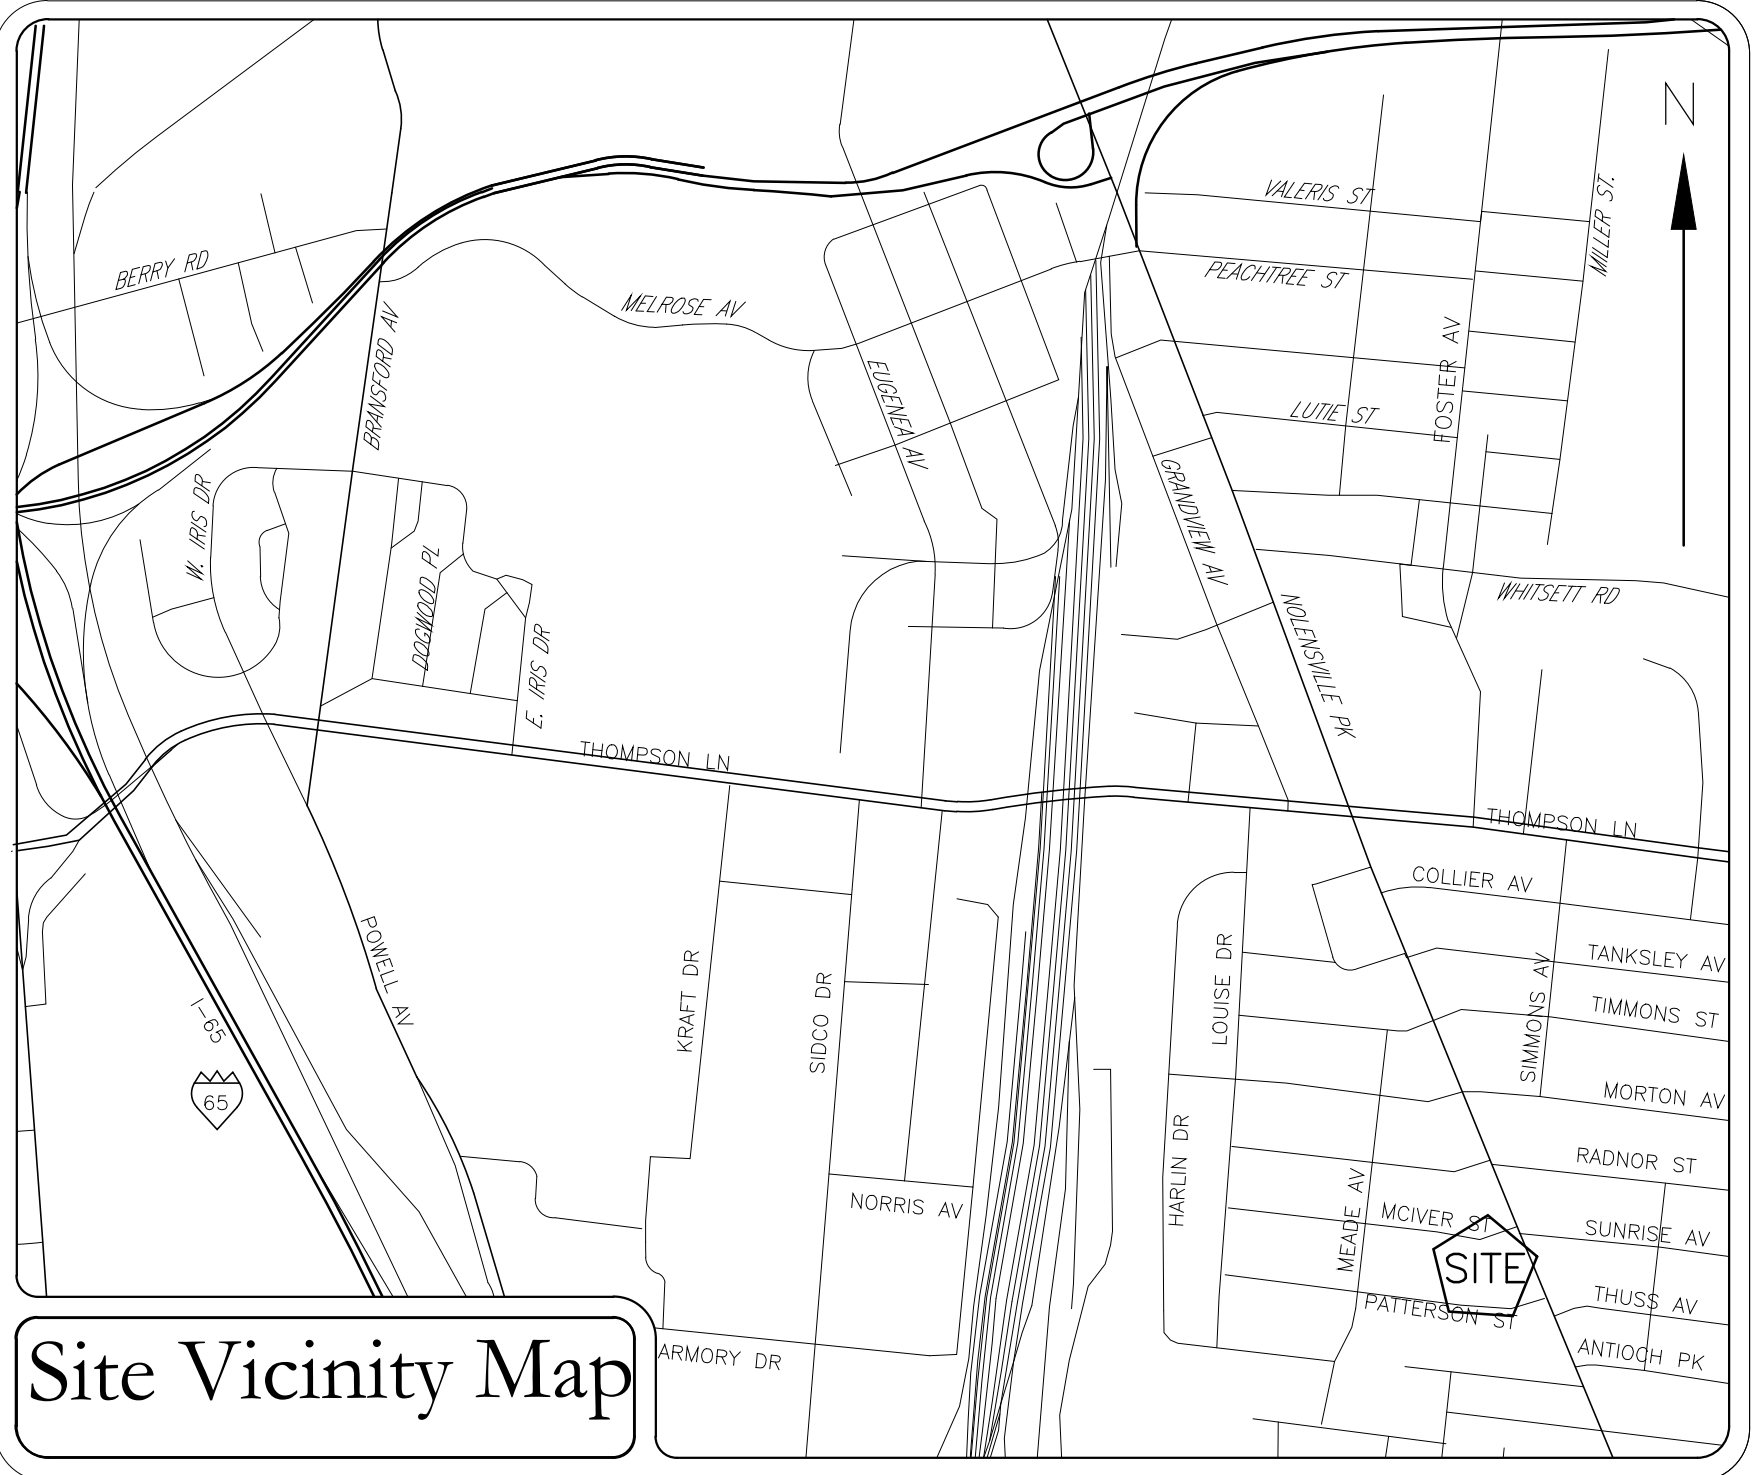 N
VALERIS ST
MILLER ST.
BERRY RD
PEACHTREE ST
MELROSE AV
BRANSFORD AV
FOSTER AV
EUGENEA AV
LUTIE ST
W. IRIS DR
GRANDVIEW AV
DOGWOOD PL
WHITSETT RD
NOLENSVILLE PK
E. IRIS DR
THOMPSON LN
THOMPSON LN
COLLIER AV
POWELL AV
KRAFT DR
SIDCO DR
LOUISE DR
SIMMONS AV
TANKSLEY AV
I-65
TIMMONS ST
65
MORTON AV
HARLIN DR
RADNOR ST
MEADE AV
NORRIS AV
MCIVER ST
SUNRISE AV
SITE
PATTERSON ST
THUSS AV
ARMORY DR
ANTIOCH PK
Site Vicinity Map